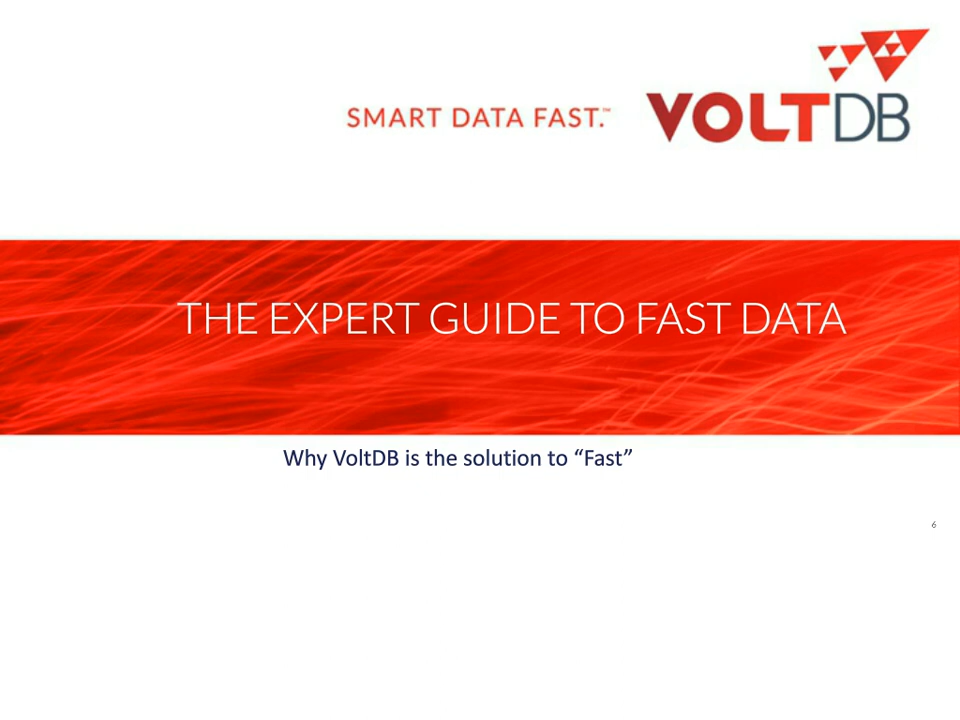 SMART DATA FAST.™
VOLTDB
THE EXPERT GUIDE TO FAST DATA
Why VoltDB is the solution to “Fast”
6